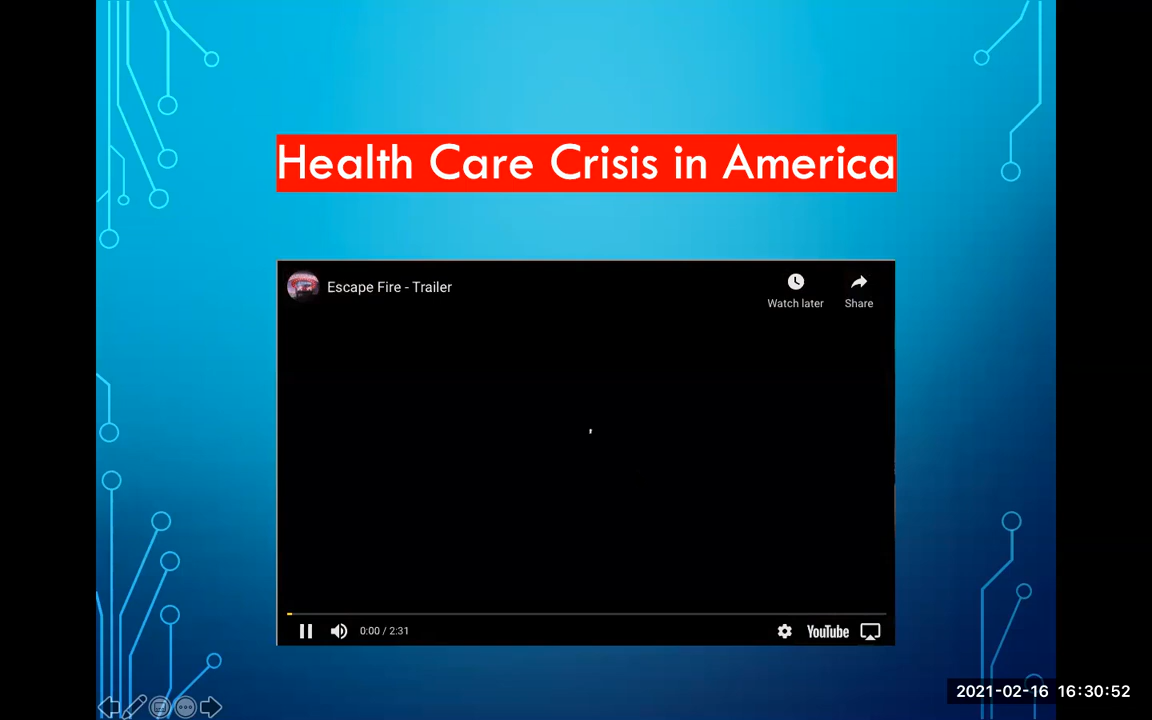 Health Care Crisis in America
Escape Fire - Trailer
Watch later
Share
0:00 / 2:31
YouTube
2021-02-16 16:30:52